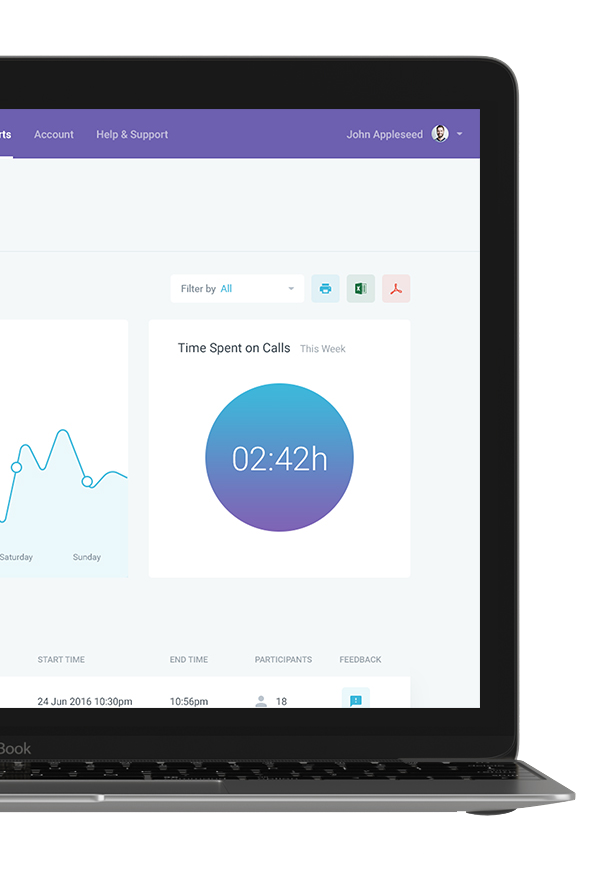 rts Account Help & Support John Appleseed
Filter by All
Time Spent on Calls This Week
02:42h
Saturday Sunday
START TIME END TIME PARTICIPANTS FEEDBACK
24 Jun 2016 10:30pm 10:56pm 18
Book